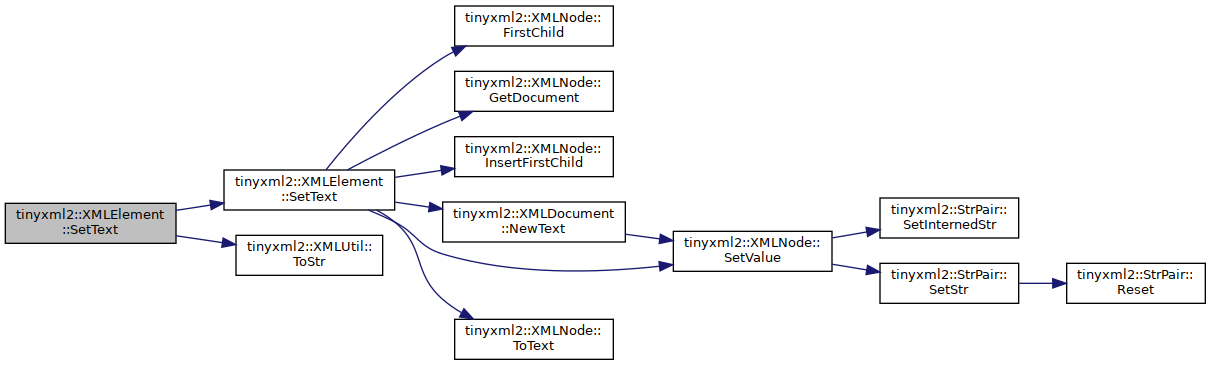 tinyxml2::XMLElement
::SetText
tinyxml2::XMLElement
::SetText
tinyxml2::XMLUtil::
ToStr
tinyxml2::XMLNode::
FirstChild
tinyxml2::XMLNode::
GetDocument
tinyxml2::XMLNode::
InsertFirstChild
tinyxml2::XMLDocument
::NewText
tinyxml2::XMLNode::
ToText
tinyxml2::XMLNode::
SetValue
tinyxml2::StrPair::
SetInternedStr
tinyxml2::StrPair::
SetStr
tinyxml2::StrPair::
Reset